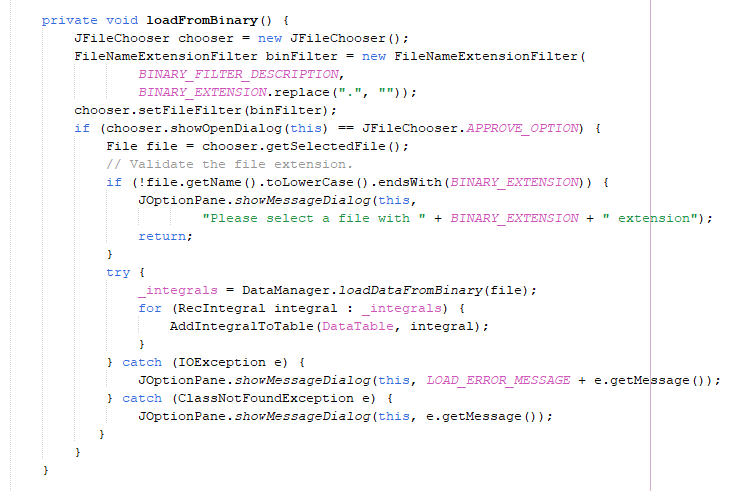 private void loadFromBinary() {
    JFileChooser chooser = new JFileChooser();
    FileNameExtensionFilter binFilter = new FileNameExtensionFilter(
            BINARY_FILTER_DESCRIPTION,
            BINARY_EXTENSION.replace(".", ""));
    chooser.setFileFilter(binFilter);
    if (chooser.showOpenDialog(this) == JFileChooser.APPROVE_OPTION) {
        File file = chooser.getSelectedFile();
        // Validate the file extension.
        if (!file.getName().toLowerCase().endsWith(BINARY_EXTENSION)) {
            JOptionPane.showMessageDialog(this,
                    "Please select a file with " + BINARY_EXTENSION + " extension");
            return;
        }
        try {
            _integrals = DataManager.loadDataFromBinary(file);
            for (RecIntegral integral : _integrals) {
                AddIntegralToTable(DataTable, integral);
            }
        } catch (IOException e) {
            JOptionPane.showMessageDialog(this, LOAD_ERROR_MESSAGE + e.getMessage());
        } catch (ClassNotFoundException e) {
            JOptionPane.showMessageDialog(this, e.getMessage());
       }
    }
}